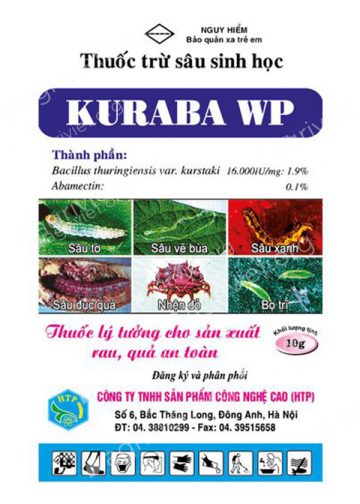 NGUY HIỂM
Bảo quản xa trẻ em
Thuốc trừ sâu sinh học
KURABA WP
Thành phần:
Bacillus thuringiensis var. kurstaki 16.000IU/mg: 1.9%
Abamectin: 0.1%
Sâu tơ Sâu vẽ bùa Sâu xanh
Sâu đục quả Nhện đỏ Bọ trĩ
Thuốc lý tưởng cho sản xuất
rau, quả an toàn
Khối lượng tịnh
10g
Đăng ký và phân phối
HTP
CÔNG TY TNHH SẢN PHẨM CÔNG NGHỆ CAO (HTP)
Số 6, Bắc Thăng Long, Đông Anh, Hà Nội
ĐT: 04. 38810299 - Fax: 04. 39515658